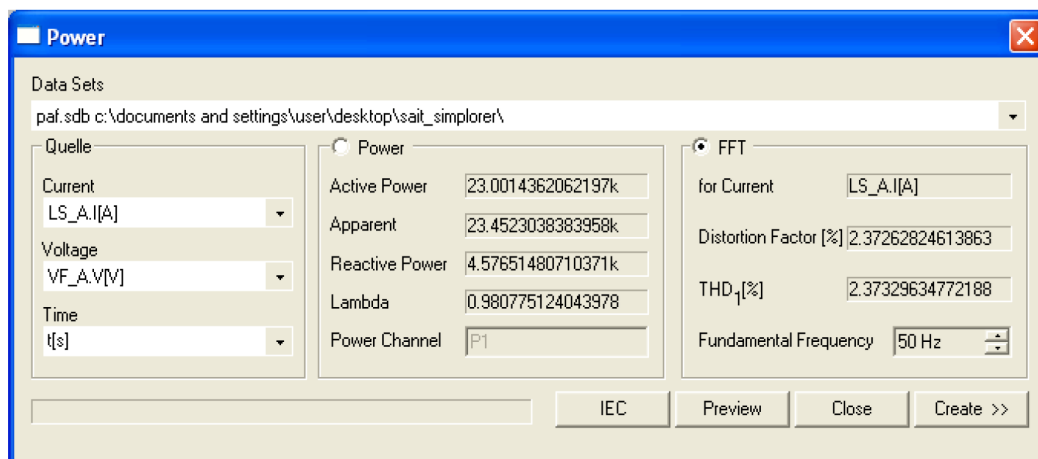 Power
Data Sets
paf.sdb c:\documents and settings\user\desktop\sait_simplorer\
Quelle
Current
LS_A.I[A]
Voltage
VF_A.V[V]
Time
t[s]
Power
Active Power 23.0014362062197k
Apparent 23.4523038383958k
Reactive Power 4.57651480710371k
Lambda 0.980775124043978
Power Channel P1
FFT
for Current LS_A.I[A]
Distortion Factor [%] 2.37262824613863
THD1[%] 2.37329634772188
Fundamental Frequency 50 Hz
IEC Preview Close Create >>